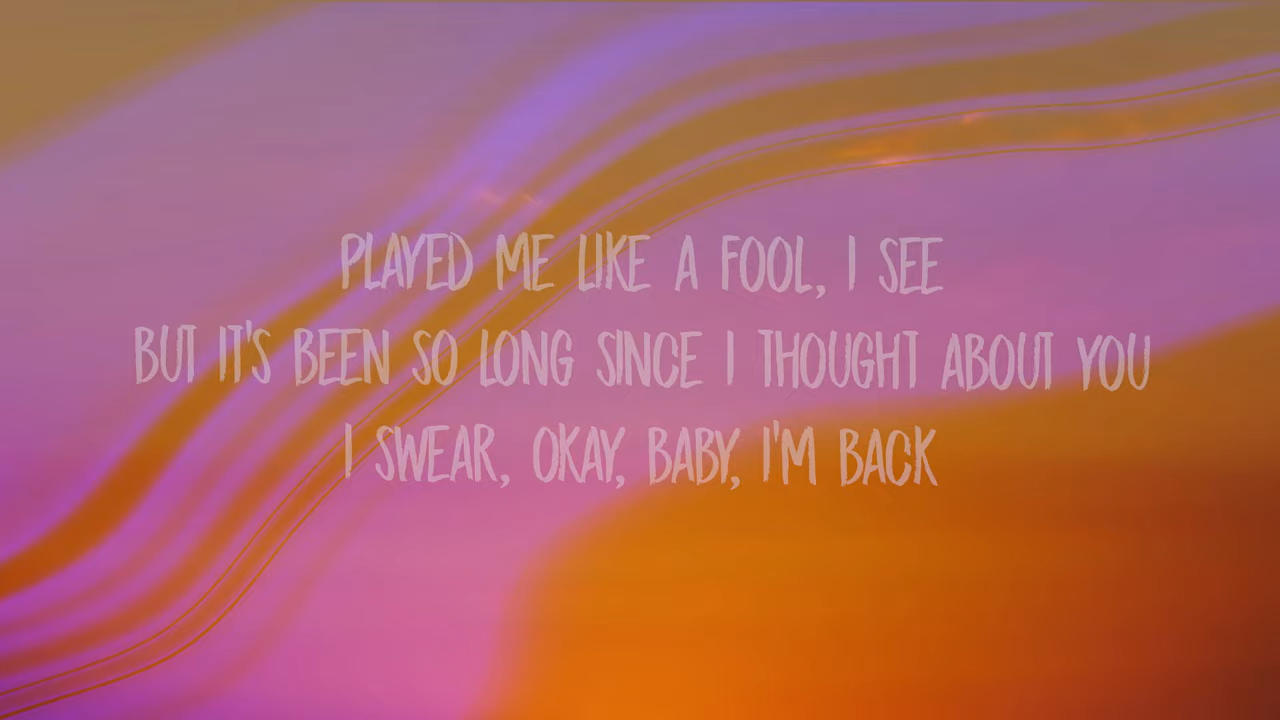 PLAYED ME LIKE A FOOL, I SEE
BUT IT'S BEEN SO LONG SINCE I THOUGHT ABOUT YOU
I SWEAR, OKAY, BABY, I'M BACK